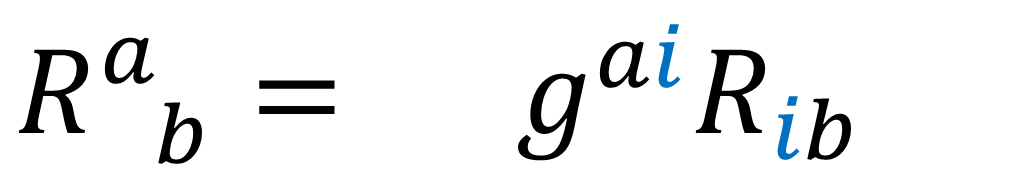 R^a_b = g^{ai} R_{ib}